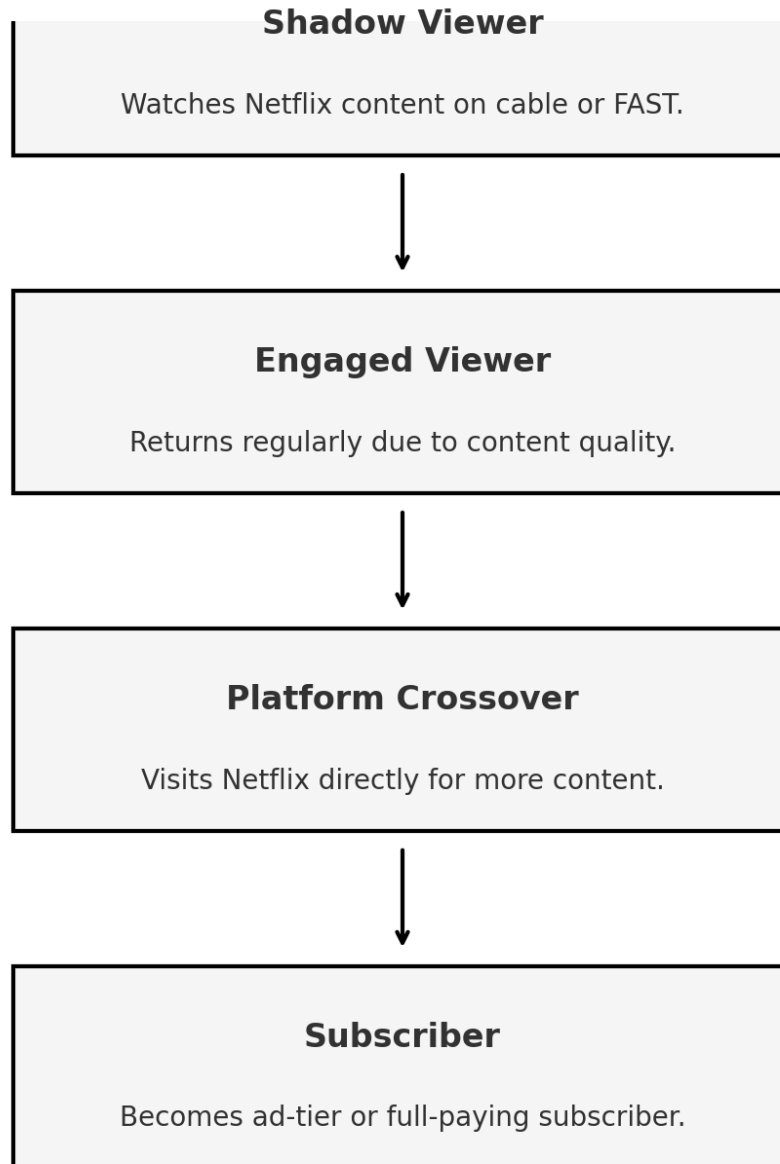 Shadow Viewer
Watches Netflix content on cable or FAST.
Engaged Viewer
Returns regularly due to content quality.
Platform Crossover
Visits Netflix directly for more content.
Subscriber
Becomes ad-tier or full-paying subscriber.